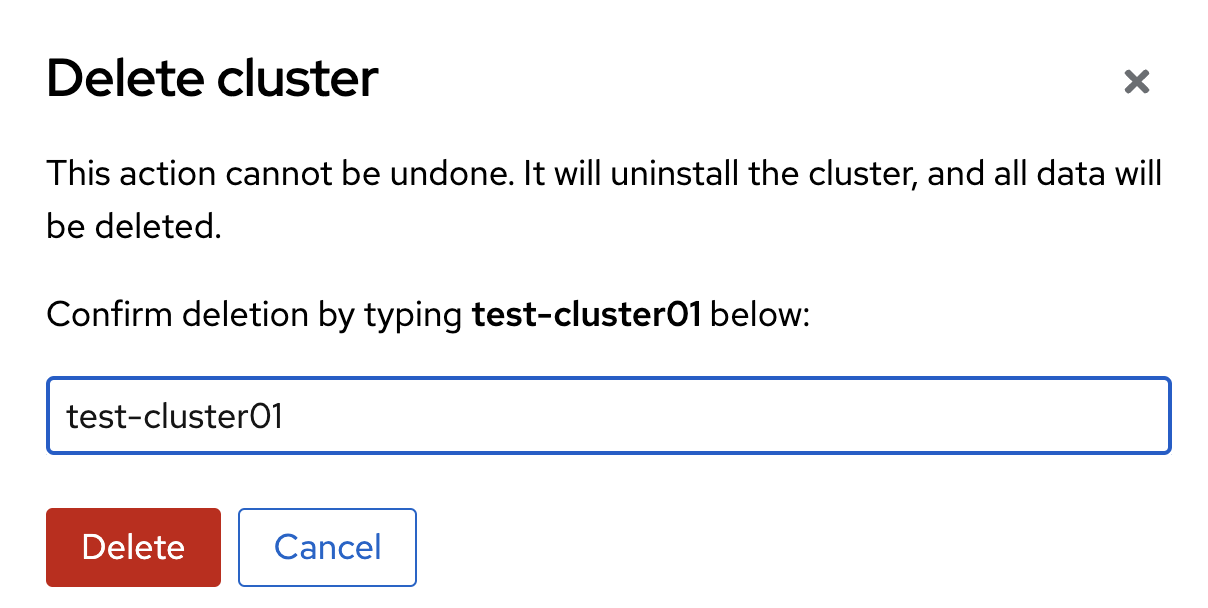 Delete cluster
This action cannot be undone. It will uninstall the cluster, and all data will
be deleted.
Confirm deletion by typing test-cluster01 below:
test-cluster01
Delete Cancel